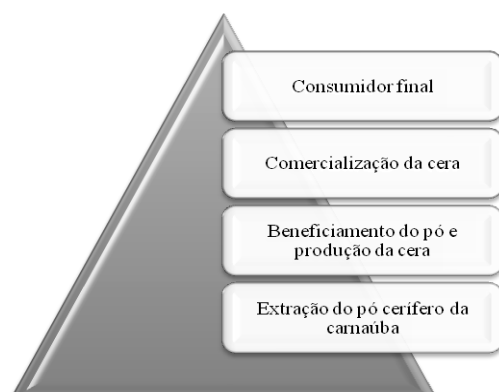 Consumidor final
Comercialização da cera
Beneficiamento do pó e
produção da cera
Extração do pó cerífero da
carnaúba